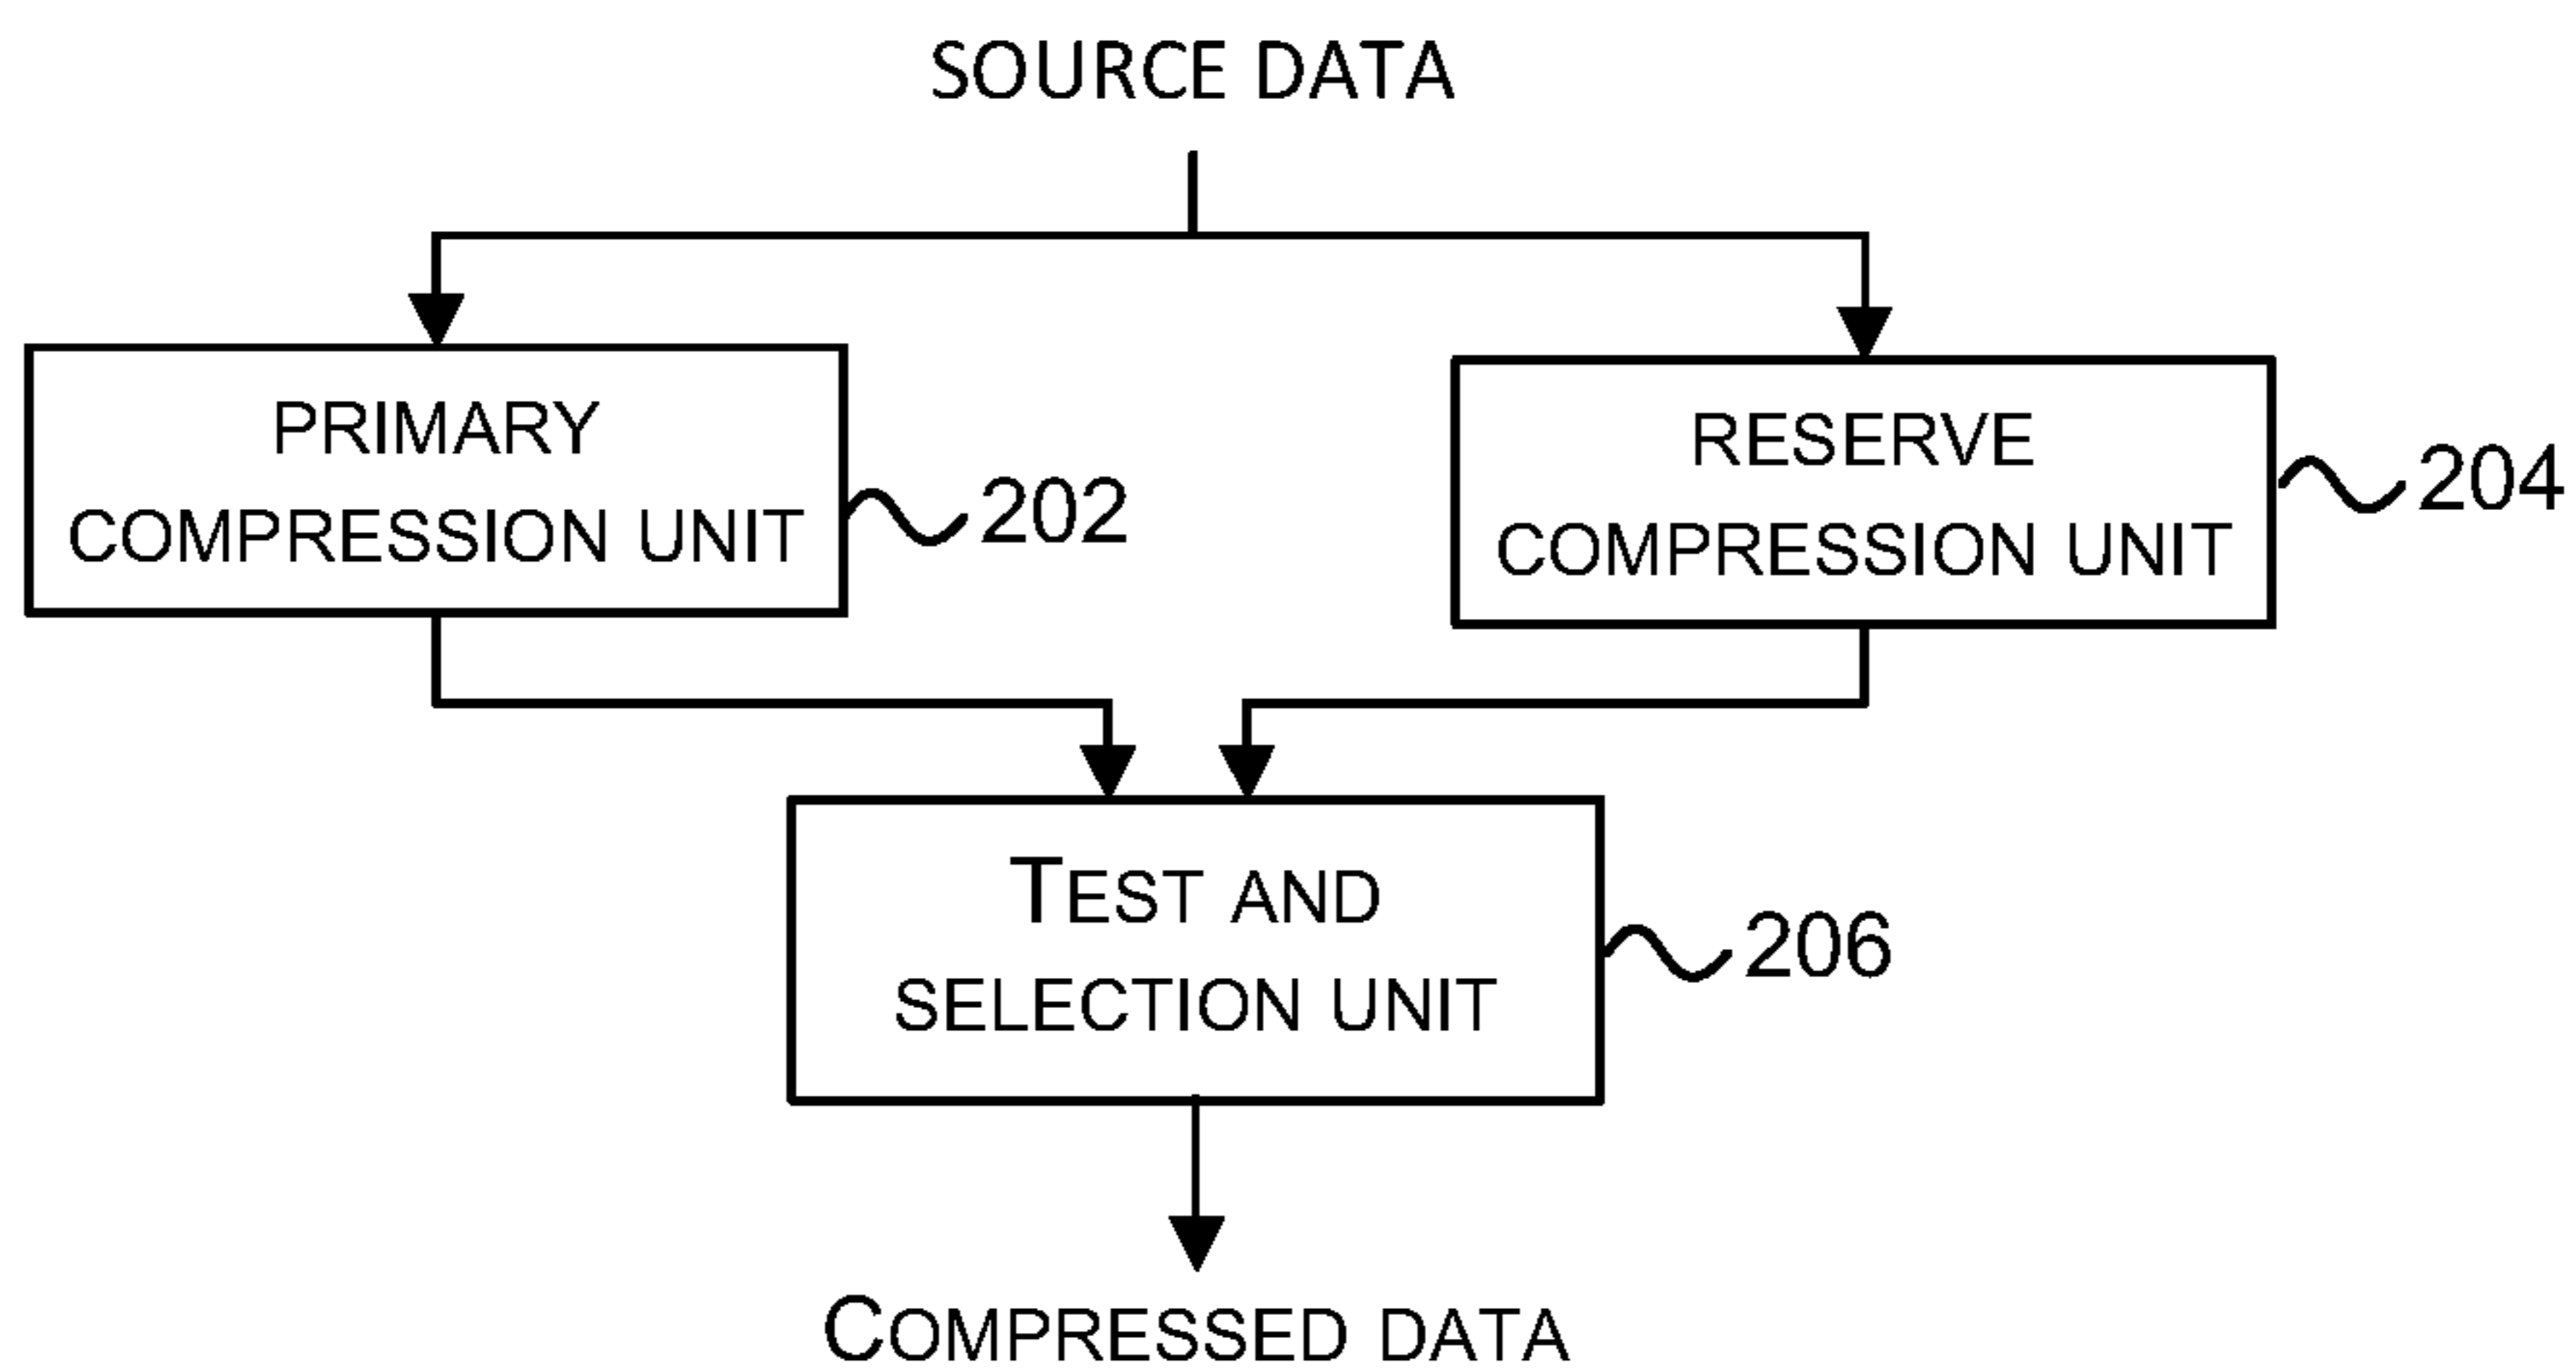 SOURCE DATA
PRIMARY
COMPRESSION UNIT
202
RESERVE
COMPRESSION UNIT
204
TEST AND
SELECTION UNIT
206
COMPRESSED DATA